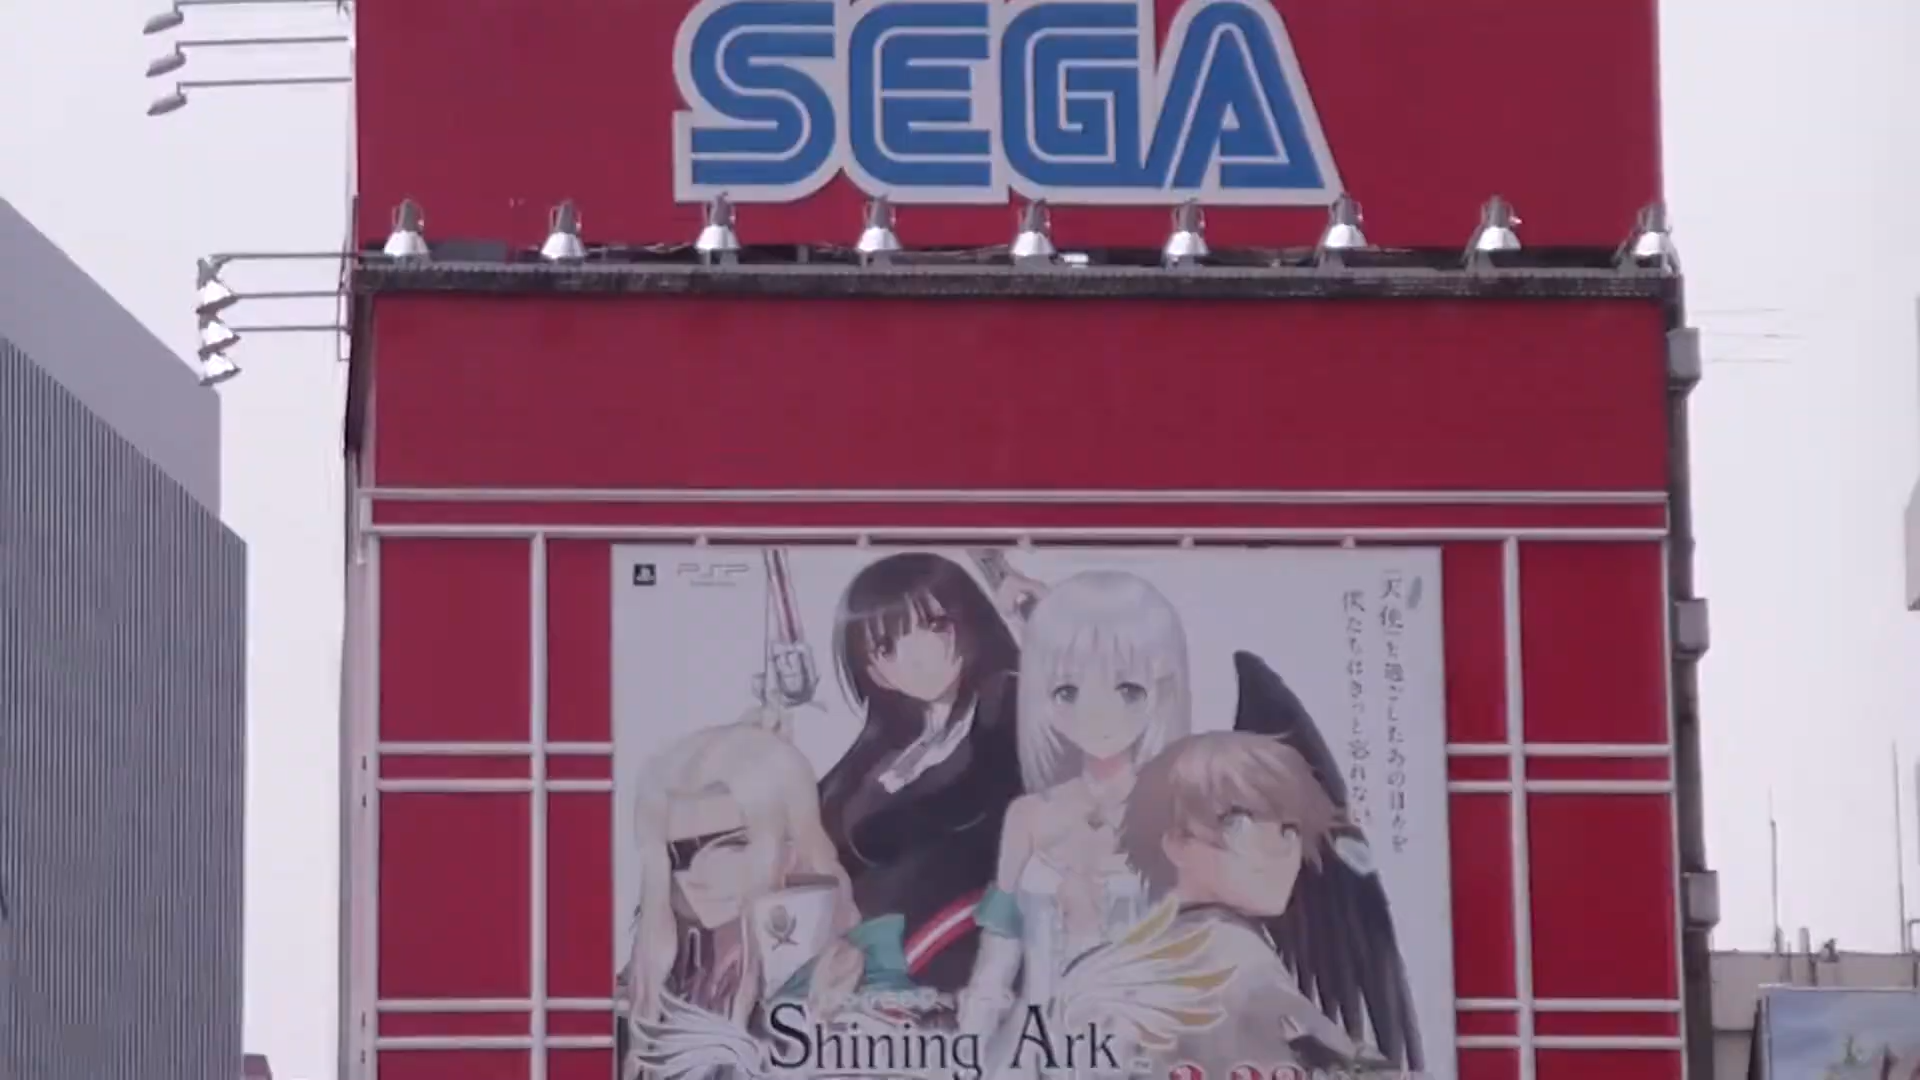 SEGA
PSP
「天使」と過ごしたあの日々を
僕たちはきっと忘れない
Shining Ark